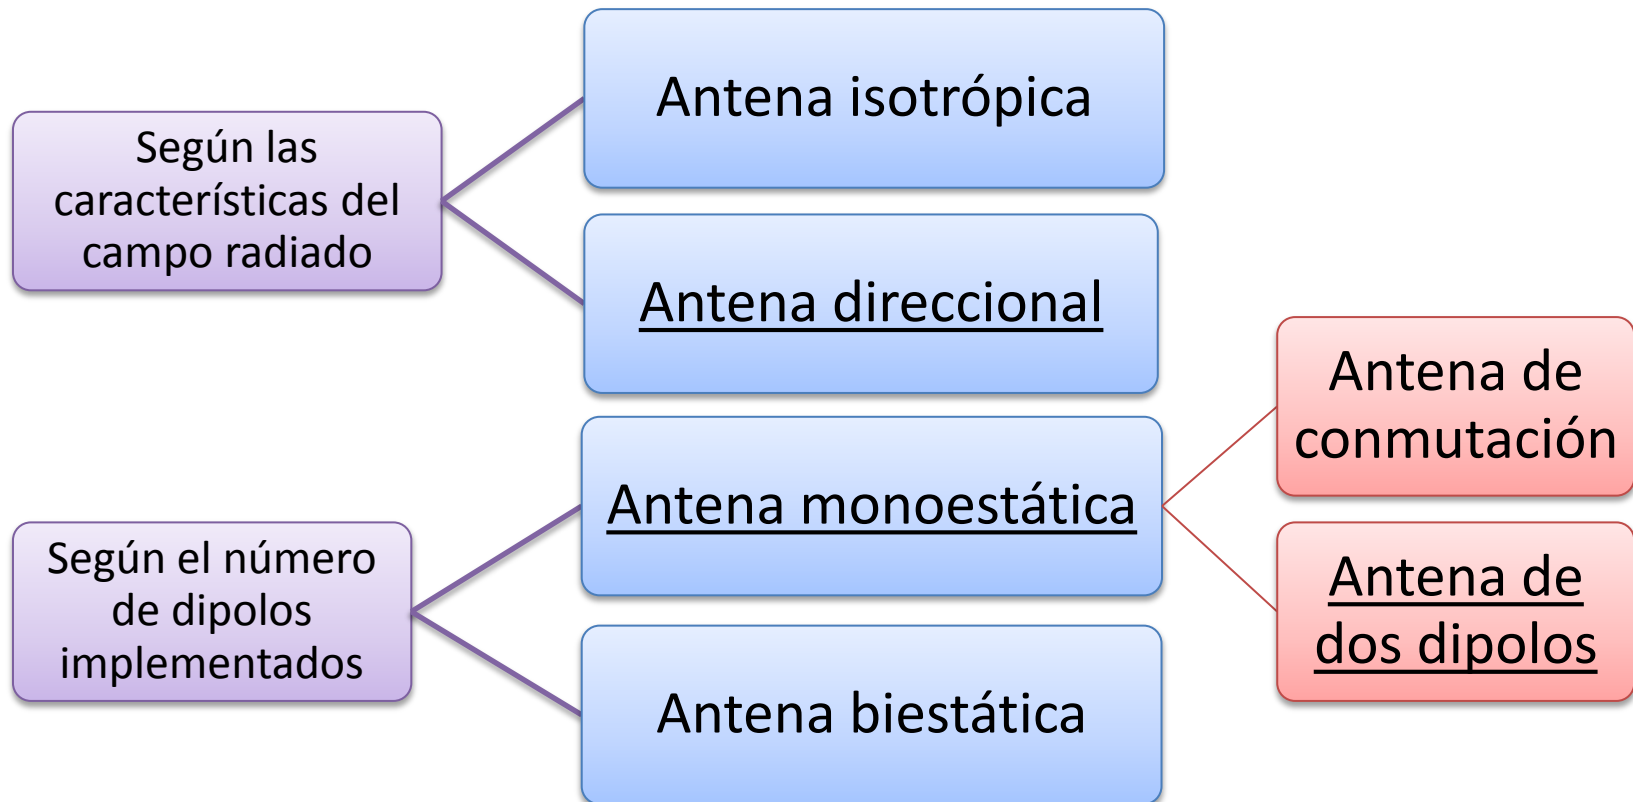 Según las
características del
campo radiado
Antena isotrópica
Antena direccional
Según el número
de dipolos
implementados
Antena monoestática
Antena biestática
Antena de
conmutación
Antena de
dos dipolos